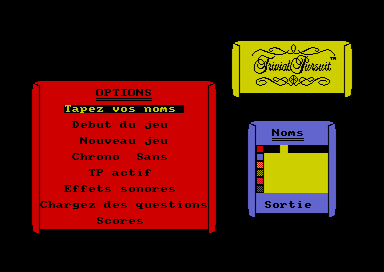 Trivial Pursuit™
OPTIONS
Tapez vos noms
Debut du jeu
Nouveau jeu
Chrono Sans
TP actif
Effets sonores
Chargez des questions
Scores
Noms
Sortie